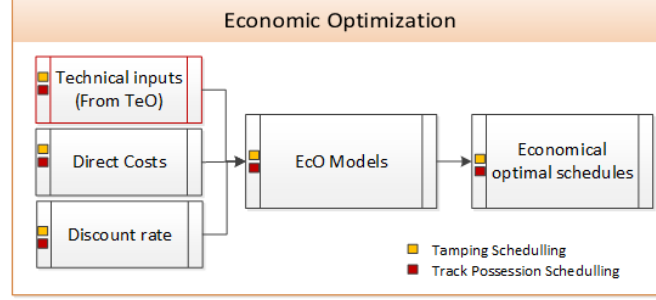 Economic Optimization
Technical inputs
(From TeO)
Direct Costs
Discount rate
EcO Models
Economical
optimal schedules
Tamping Schedulling
Track Possession Schedulling